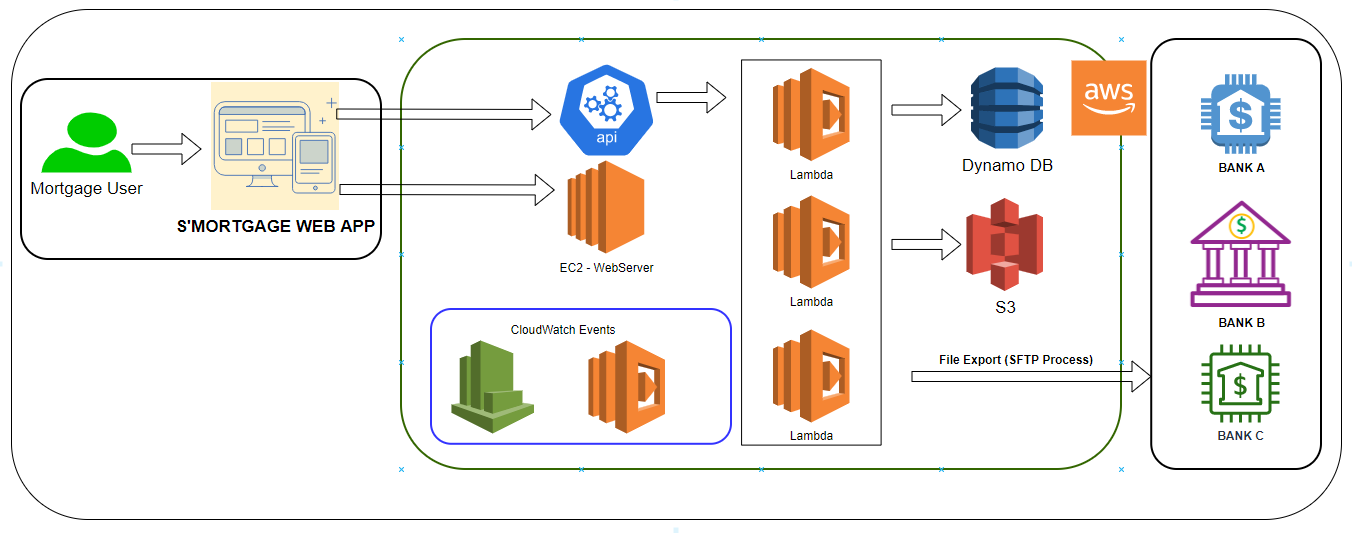 Mortgage User
S'MORTGAGE WEB APP
api
EC2 - WebServer
CloudWatch Events
Lambda
Lambda
Lambda
Dynamo DB
S3
aws
File Export (SFTP Process)
BANK A
BANK B
BANK C